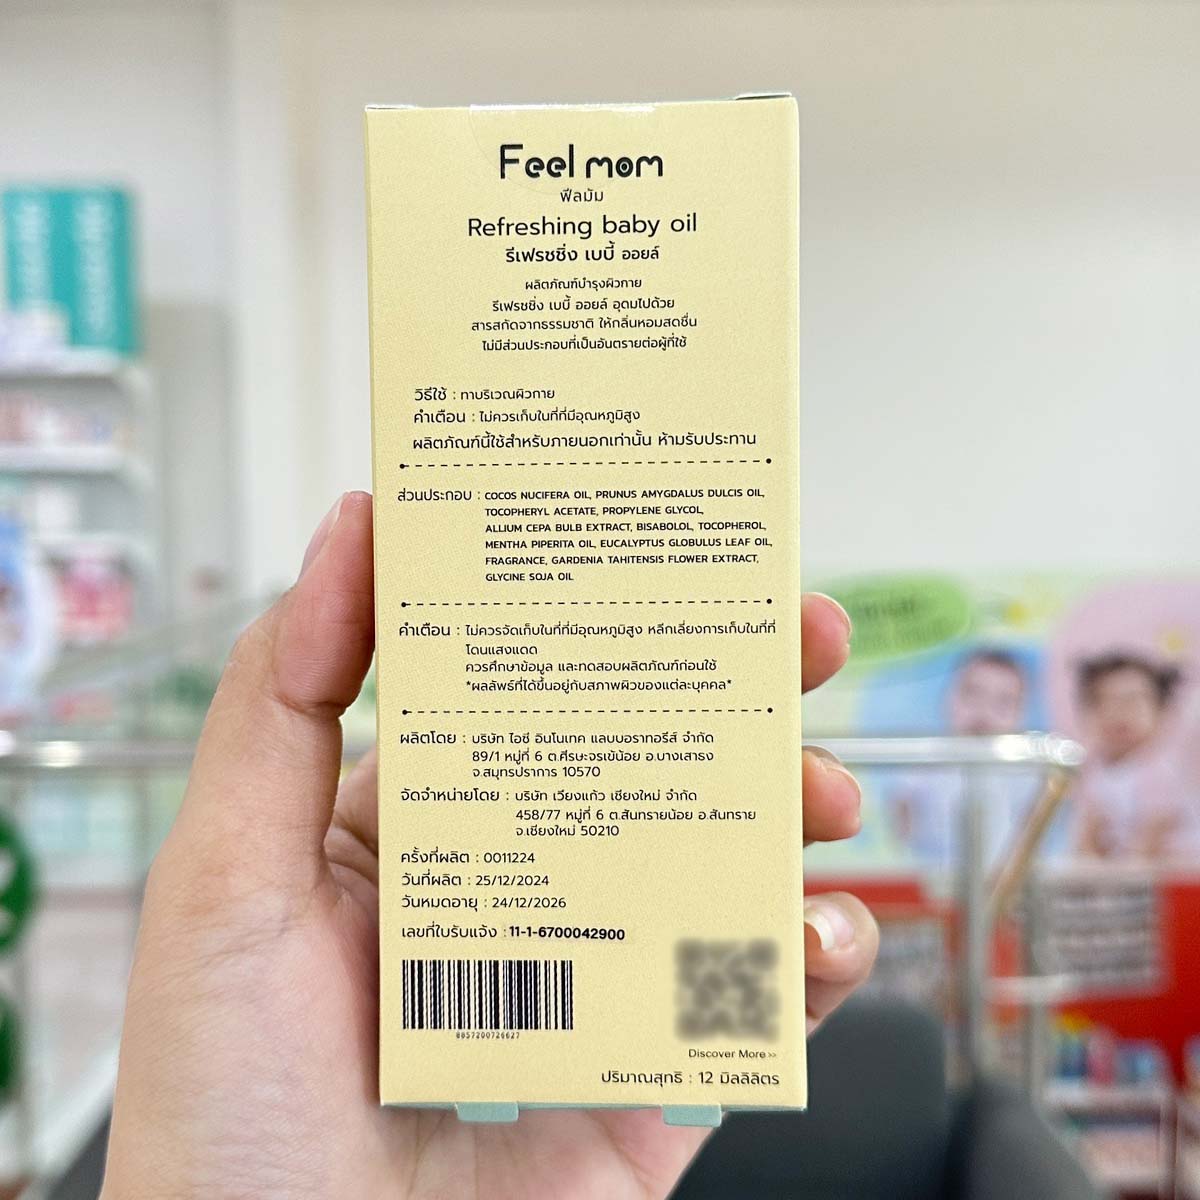 Feel mom
ฟีลมัม
Refreshing baby oil
รีเฟรชชิ่ง เบบี้ ออยล์
ผลิตภัณฑ์บำรุงผิวกาย
รีเฟรชชิ่ง เบบี้ ออยล์ อุดมไปด้วย
สารสกัดจากธรรมชาติ ให้กลิ่นหอมสดชื่น
ไม่มีส่วนประกอบที่เป็นอันตรายต่อผู้ที่ใช้
วิธีใช้ : ทาบริเวณผิวกาย
คำเตือน : ไม่ควรเก็บในที่ที่มีอุณหภูมิสูง
ผลิตภัณฑ์นี้ใช้สำหรับภายนอกเท่านั้น ห้ามรับประทาน
ส่วนประกอบ : COCOS NUCIFERA OIL, PRUNUS AMYGDALUS DULCIS OIL,
TOCOPHERYL ACETATE, PROPYLENE GLYCOL,
ALLIUM CEPA BULB EXTRACT, BISABOLOL, TOCOPHEROL,
MENTHA PIPERITA OIL, EUCALYPTUS GLOBULUS LEAF OIL,
FRAGRANCE, GARDENIA TAHITENSIS FLOWER EXTRACT,
GLYCINE SOJA OIL
คำเตือน : ไม่ควรจัดเก็บในที่ที่มีอุณหภูมิสูง หลีกเลี่ยงการเก็บในที่ที่
โดนแสงแดด
ควรศึกษาข้อมูล และทดสอบผลิตภัณฑ์ก่อนใช้
*ผลลัพธ์ที่ได้ขึ้นอยู่กับสภาพผิวของแต่ละบุคคล*
ผลิตโดย : บริษัท ไอซี อินโนเทค แลบบอราทอรีส์ จำกัด
89/1 หมู่ที่ 6 ต.ศีรษะจรเข้น้อย อ.บางเสาธง
จ.สมุทรปราการ 10570
จัดจำหน่ายโดย : บริษัท เวียงแก้ว เชียงใหม่ จำกัด
458/77 หมู่ที่ 6 ต.สันทรายน้อย อ.สันทราย
จ.เชียงใหม่ 50210
ครั้งที่ผลิต : 0011224
วันที่ผลิต : 25/12/2024
วันหมดอายุ : 24/12/2026
เลขที่ใบรับแจ้ง : 11-1-6700042900
8857200726627
Discover More >>
ปริมาณสุทธิ : 12 มิลลิลิตร